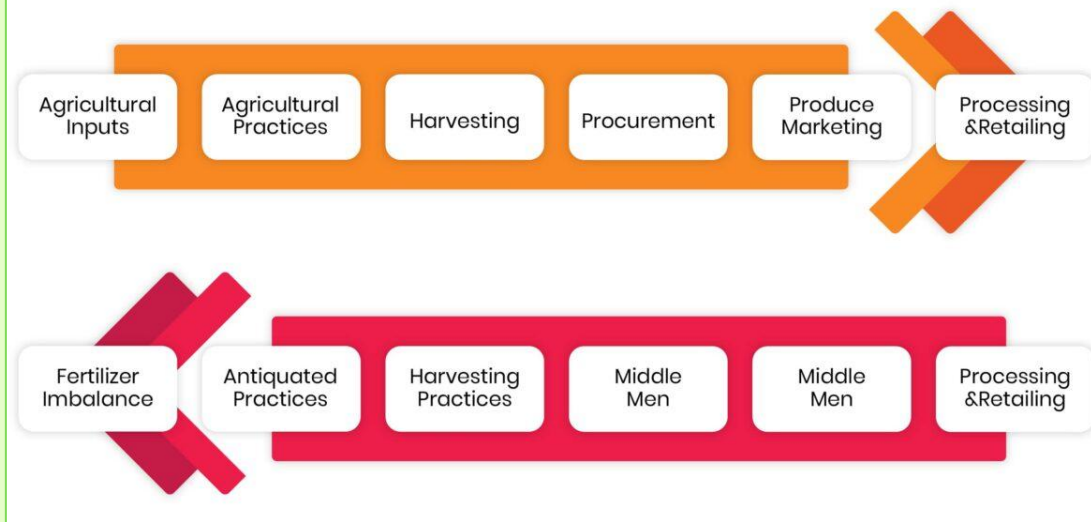 Agricultural
Inputs
Agricultural
Practices
Harvesting
Procurement
Produce
Marketing
Processing
&Retailing
Fertilizer
Imbalance
Antiquated
Practices
Harvesting
Practices
Middle
Men
Middle
Men
Processing
&Retailing